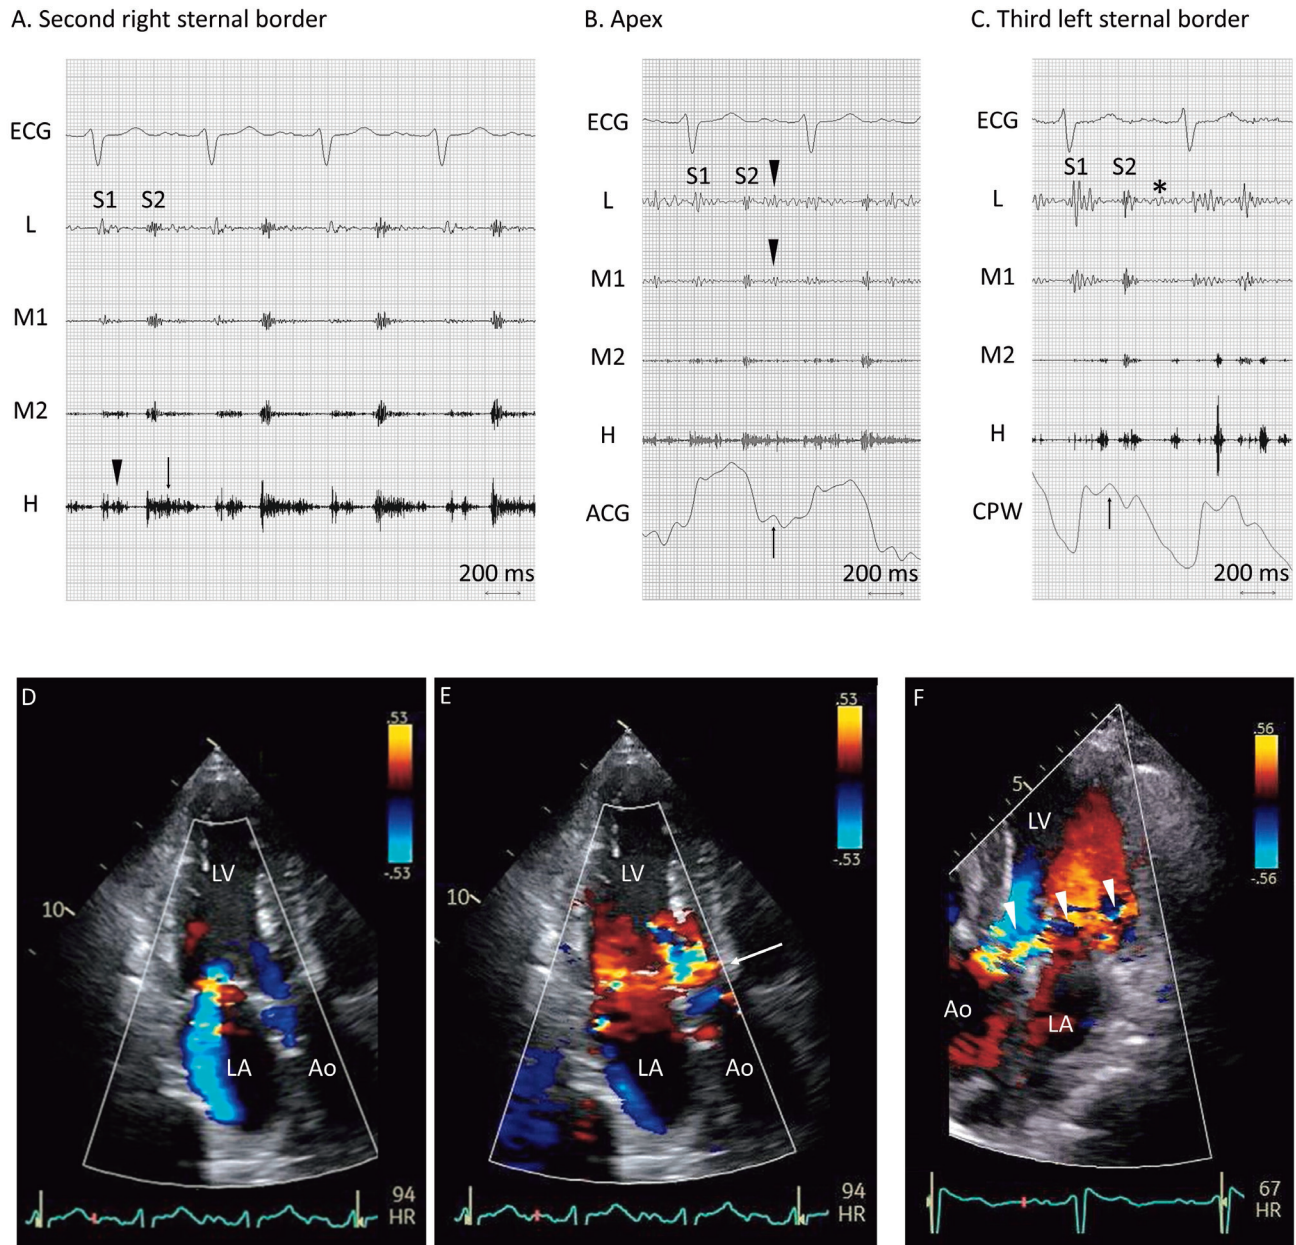 A. Second right sternal border
B. Apex
C. Third left sternal border
ECG
S1 S2
L
M1
M2
H
200 ms
ECG
S1 S2
L
M1
M2
H
ACG
200 ms
ECG
S1 S2
L
*
M1
M2
H
CPW
200 ms
D
.53
-.53
LV
10
LA
Ao
94
HR
E
.53
-.53
LV
10
LA
Ao
94
HR
F
.56
-.56
5
LV
Ao
LA
67
HR